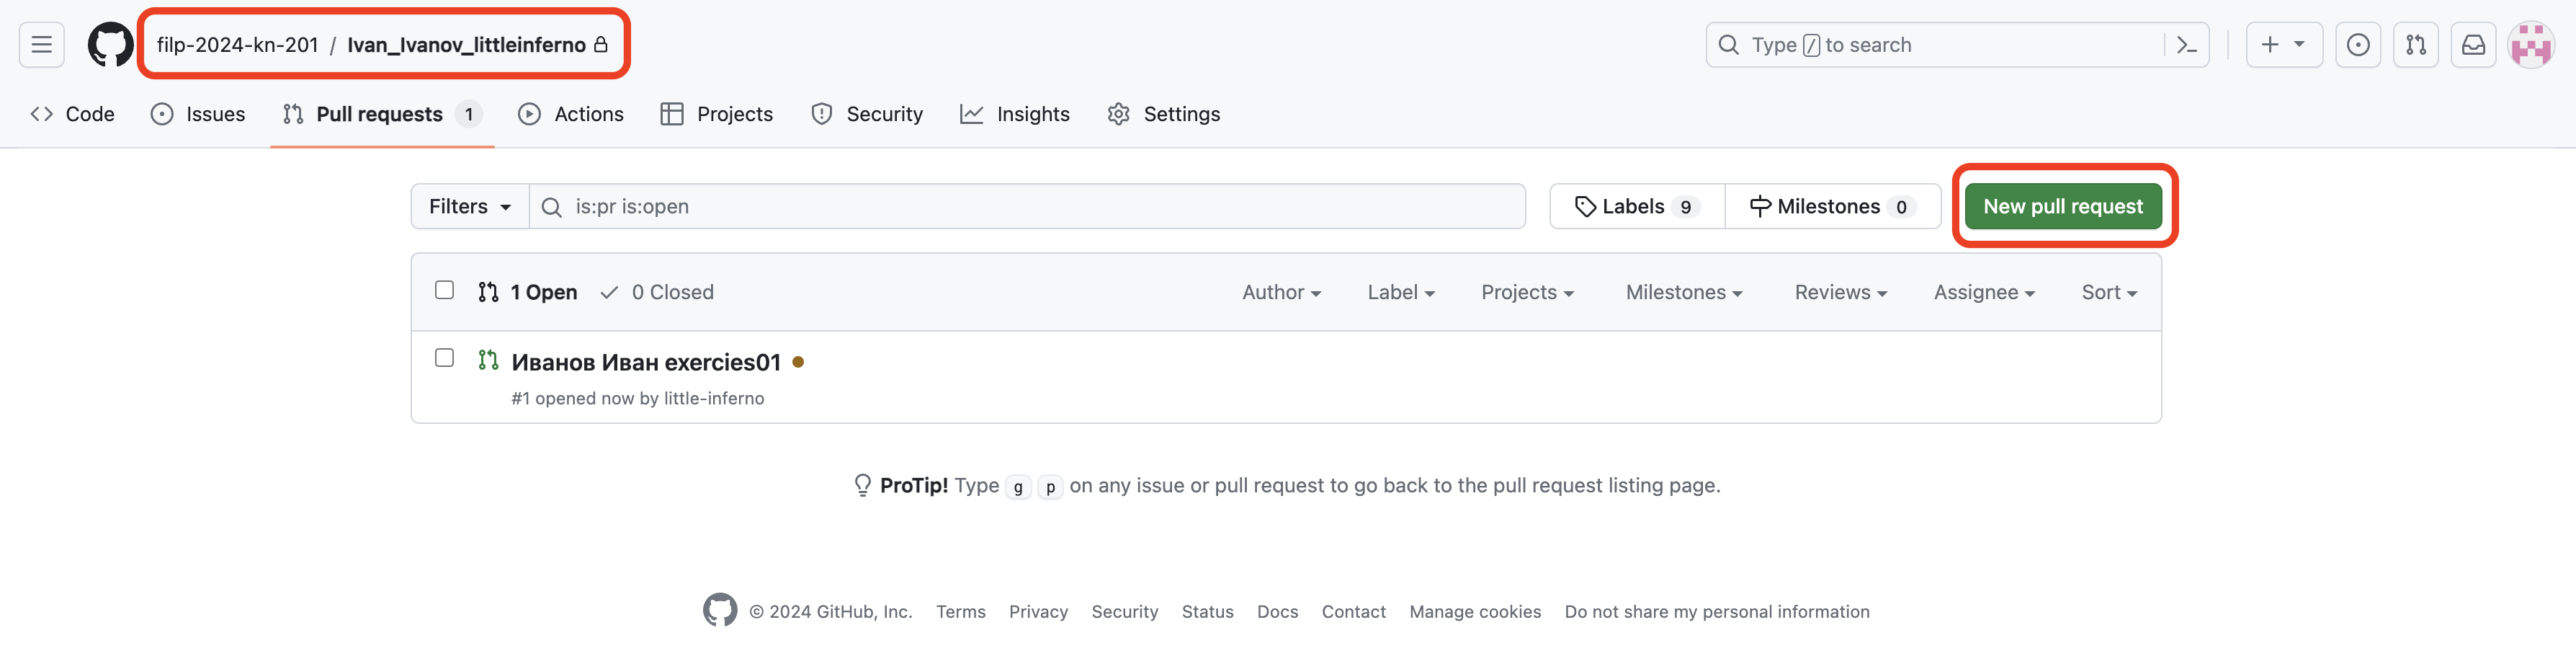 filp-2024-kn-201 / Ivan_Ivanov_littleinferno
Type / to search
Code Issues Pull requests 1 Actions Projects Security Insights Settings
Filters is:pr is:open Labels 9 Milestones 0 New pull request
1 Open 0 Closed Author Label Projects Milestones Reviews Assignee Sort
Иванов Иван exercies01
#1 opened now by little-inferno
ProTip! Type g p on any issue or pull request to go back to the pull request listing page.
© 2024 GitHub, Inc. Terms Privacy Security Status Docs Contact Manage cookies Do not share my personal information